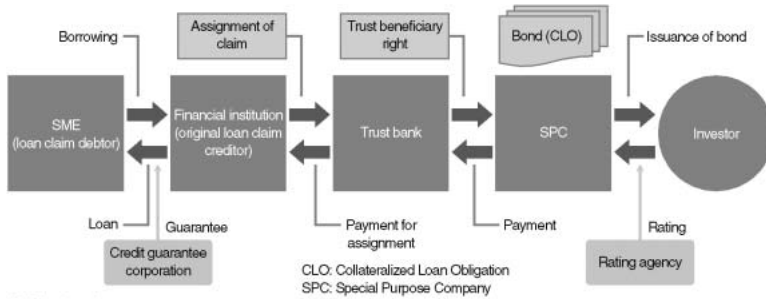 Borrowing
Assignment of
claim
Trust beneficiary
right
Bond (CLO)
Issuance of bond
SME
(loan claim debtor)
Financial institution
(original loan claim
creditor)
Trust bank
SPC
Investor
Loan
Guarantee
Payment for
assignment
Payment
Rating
Credit guarantee
corporation
Rating agency
CLO: Collateralized Loan Obligation
SPC: Special Purpose Company